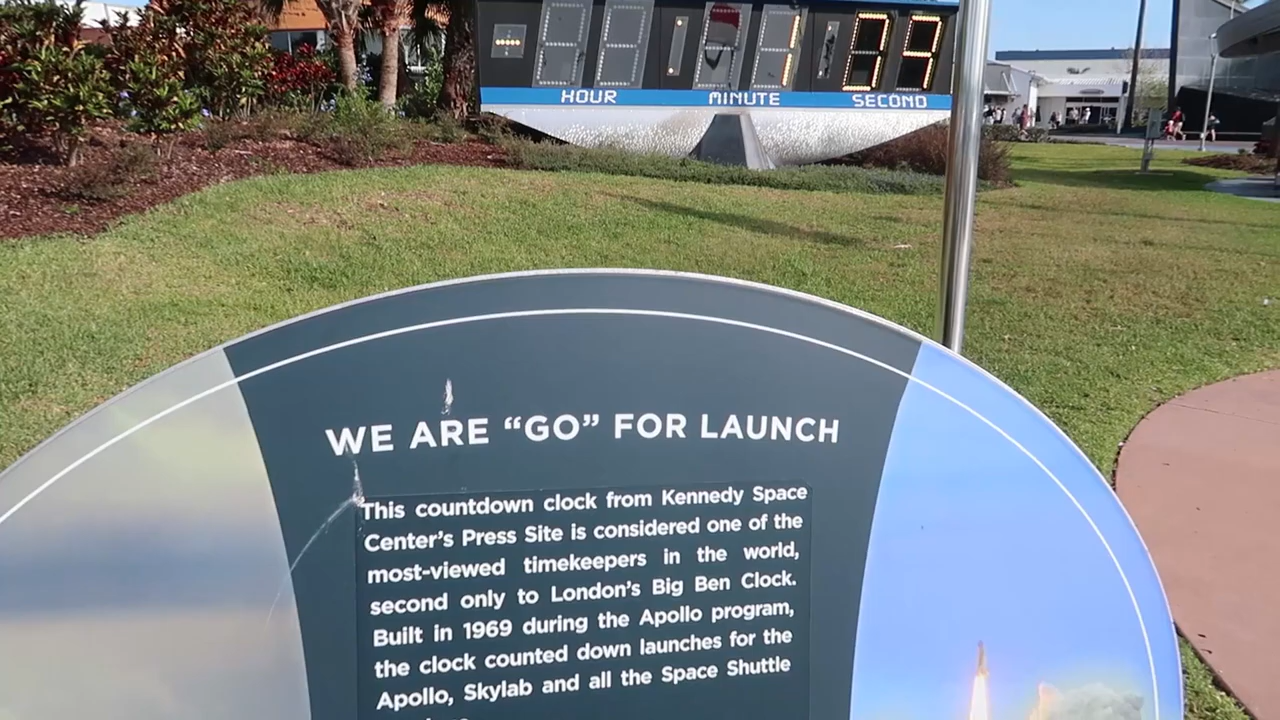 HOUR MINUTE SECOND
WE ARE “GO” FOR LAUNCH
This countdown clock from Kennedy Space
Center’s Press Site is considered one of the
most-viewed timekeepers in the world,
second only to London’s Big Ben Clock.
Built in 1969 during the Apollo program,
the clock counted down launches for the
Apollo, Skylab and all the Space Shuttle